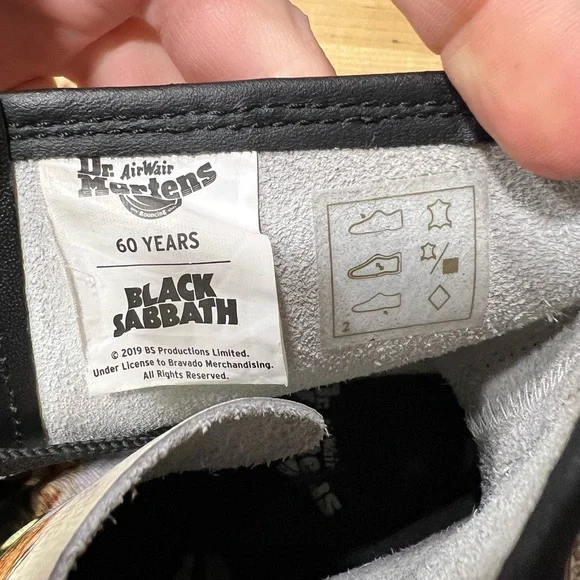 Dr. AirWair
Martens
BOUNCING
60 YEARS
BLACK
SABBATH
© 2019 BS Productions Limited.
Under License to Bravado Merchandising.
All Rights Reserved.
2